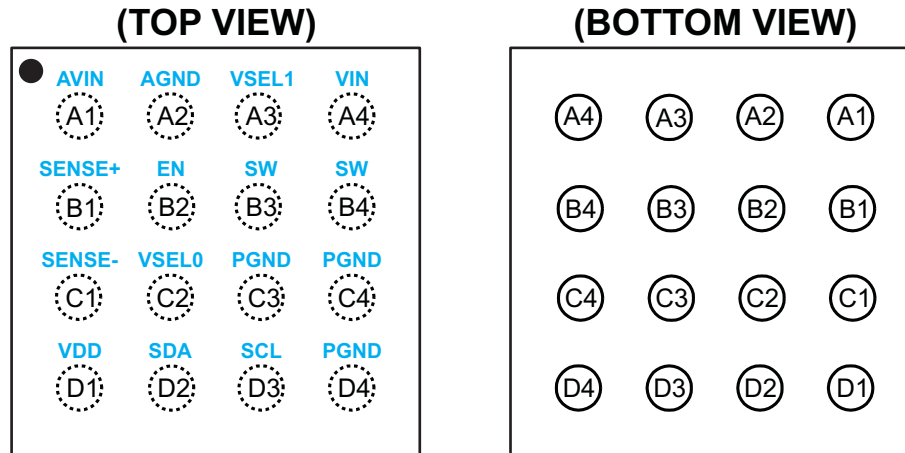 (TOP VIEW)
AVIN AGND VSEL1 VIN
A1 A2 A3 A4
SENSE+ EN SW SW
B1 B2 B3 B4
SENSE- VSEL0 PGND PGND
C1 C2 C3 C4
VDD SDA SCL PGND
D1 D2 D3 D4
(BOTTOM VIEW)
A4 A3 A2 A1
B4 B3 B2 B1
C4 C3 C2 C1
D4 D3 D2 D1